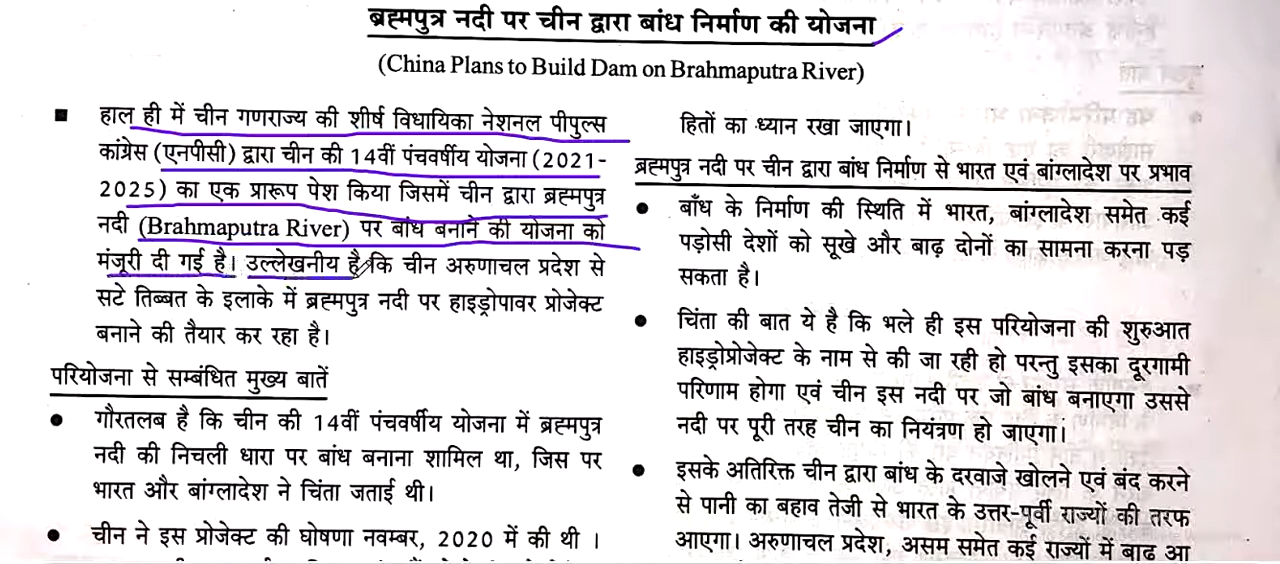 ब्रह्मपुत्र नदी पर चीन द्वारा बांध निर्माण की योजना
(China Plans to Build Dam on Brahmaputra River)
हाल ही में चीन गणराज्य की शीर्ष विधायिका नेशनल पीपुल्स
कांग्रेस (एनपीसी) द्वारा चीन की 14वीं पंचवर्षीय योजना (2021-
2025) का एक प्रारूप पेश किया जिसमें चीन द्वारा ब्रह्मपुत्र
नदी (Brahmaputra River) पर बांध बनाने की योजना को
मंजूरी दी गई है। उल्लेखनीय है कि चीन अरुणाचल प्रदेश से
सटे तिब्बत के इलाके में ब्रह्मपुत्र नदी पर हाइड्रोपावर प्रोजेक्ट
बनाने की तैयार कर रहा है।
परियोजना से सम्बंधित मुख्य बातें
गौरतलब है कि चीन की 14वीं पंचवर्षीय योजना में ब्रह्मपुत्र
नदी की निचली धारा पर बांध बनाना शामिल था, जिस पर
भारत और बांग्लादेश ने चिंता जताई थी।
चीन ने इस प्रोजेक्ट की घोषणा नवम्बर, 2020 में की थी ।
हितों का ध्यान रखा जाएगा।
ब्रह्मपुत्र नदी पर चीन द्वारा बांध निर्माण से भारत एवं बांग्लादेश पर प्रभाव
बाँध के निर्माण की स्थिति में भारत, बांग्लादेश समेत कई
पड़ोसी देशों को सूखे और बाढ़ दोनों का सामना करना पड़
सकता है।
चिंता की बात ये है कि भले ही इस परियोजना की शुरुआत
हाइड्रोप्रोजेक्ट के नाम से की जा रही हो परन्तु इसका दूरगामी
परिणाम होगा एवं चीन इस नदी पर जो बांध बनाएगा उससे
नदी पर पूरी तरह चीन का नियंत्रण हो जाएगा।
इसके अतिरिक्त चीन द्वारा बांध के दरवाजे खोलने एवं बंद करने
से पानी का बहाव तेजी से भारत के उत्तर-पूर्वी राज्यों की तरफ
आएगा। अरुणाचल प्रदेश, असम समेत कई राज्यों में बाढ़ आ